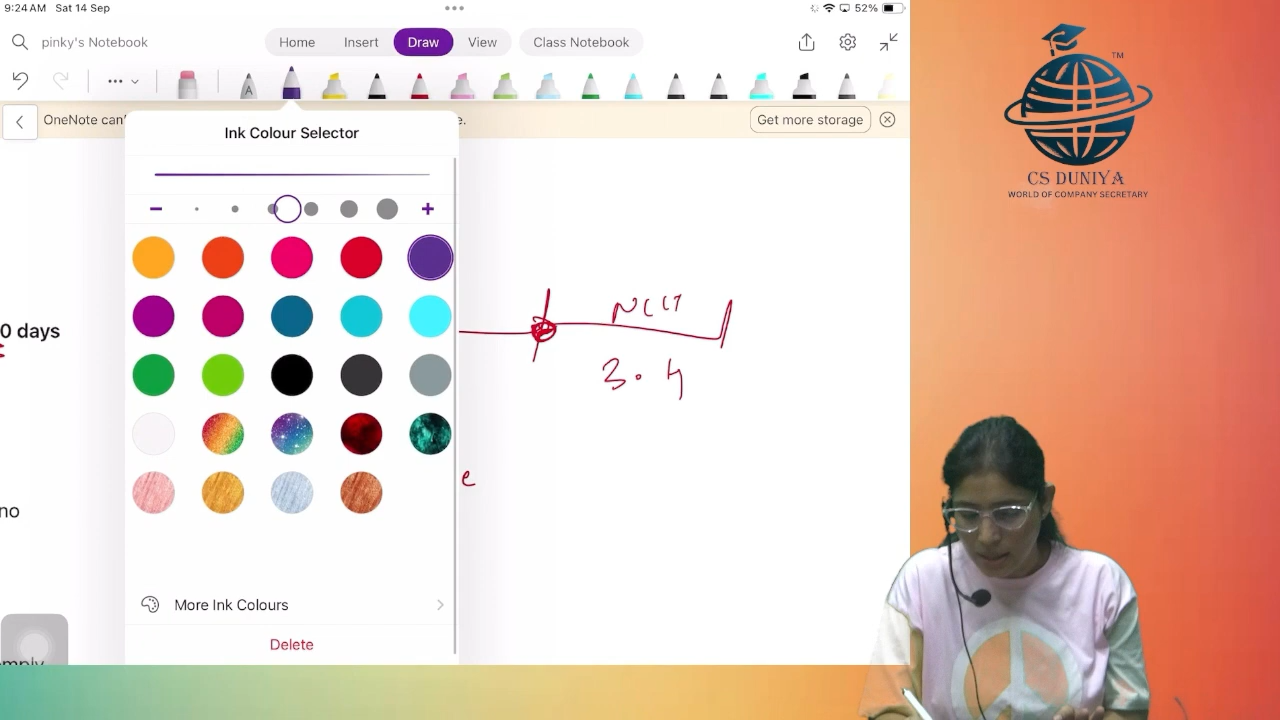 9:24 AM Sat 14 Sep
52%
pinky's Notebook
Home Insert Draw View Class Notebook
A
OneNote can'
e.
Get more storage
Ink Colour Selector
0 days
3.4
e
no
More Ink Colours
Delete
mply
TM
CS DUNIYA
WORLD OF COMPANY SECRETARY